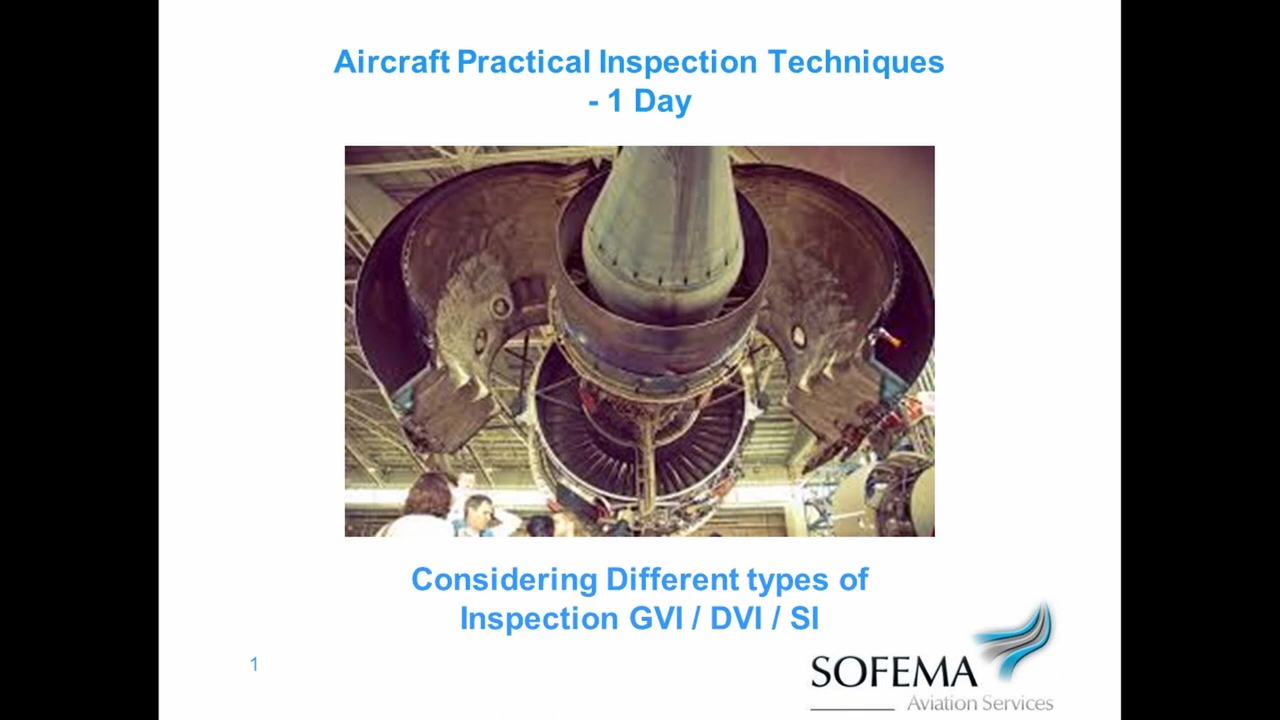 Aircraft Practical Inspection Techniques
- 1 Day
Considering Different types of
Inspection GVI / DVI / SI
1
SOFEMA
Aviation Services